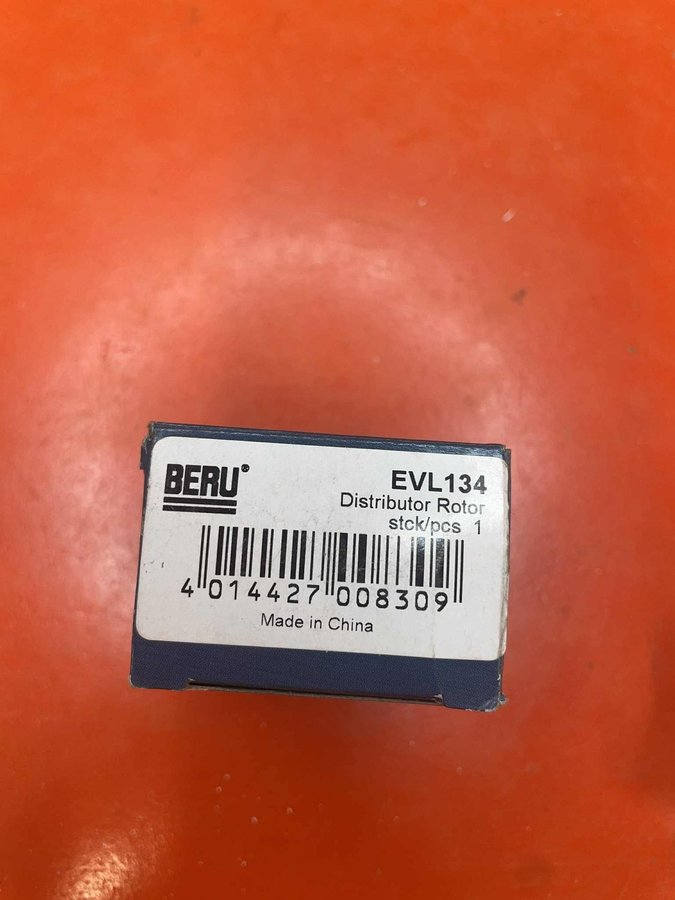 BERU®
EVL134
Distributor Rotor
stck/pcs 1
4 014427 008309
Made in China